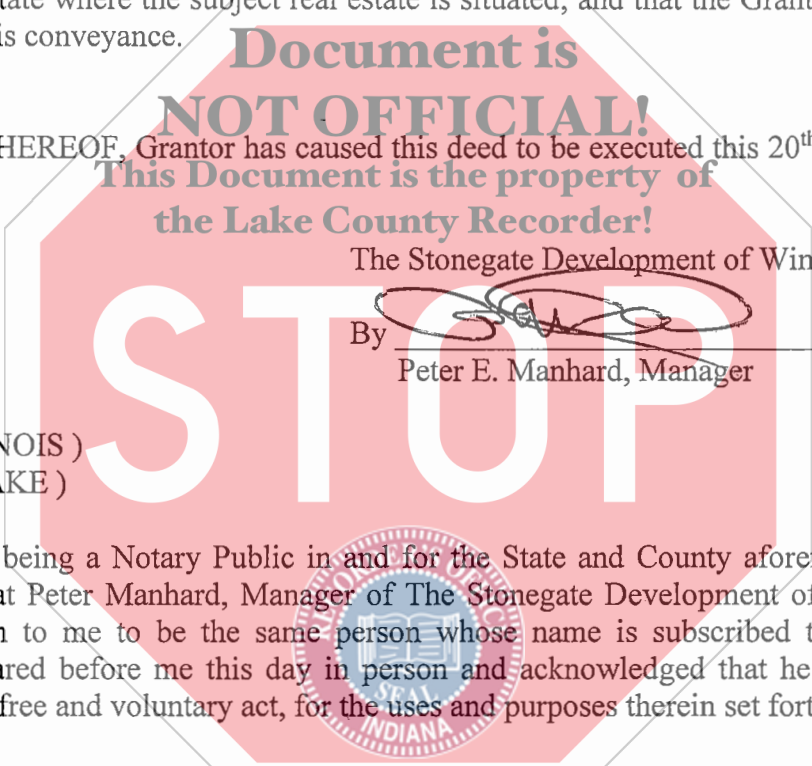 ate where the subject real estate is situated; and that the Grant
is conveyance.
Document is
NOT OFFICIAL!
HEREOF, Grantor has caused this deed to be executed this 20th
This Document is the property of
the Lake County Recorder!
The Stonegate Development of Win
By
Peter E. Manhard, Manager
STOP
NOIS )
AKE )
being a Notary Public in and for the State and County afore
at Peter Manhard, Manager of The Stonegate Development of
n to me to be the same person whose name is subscribed t
ared before me this day in person and acknowledged that he
free and voluntary act, for the uses and purposes therein set fort
SEAL
INDIANA